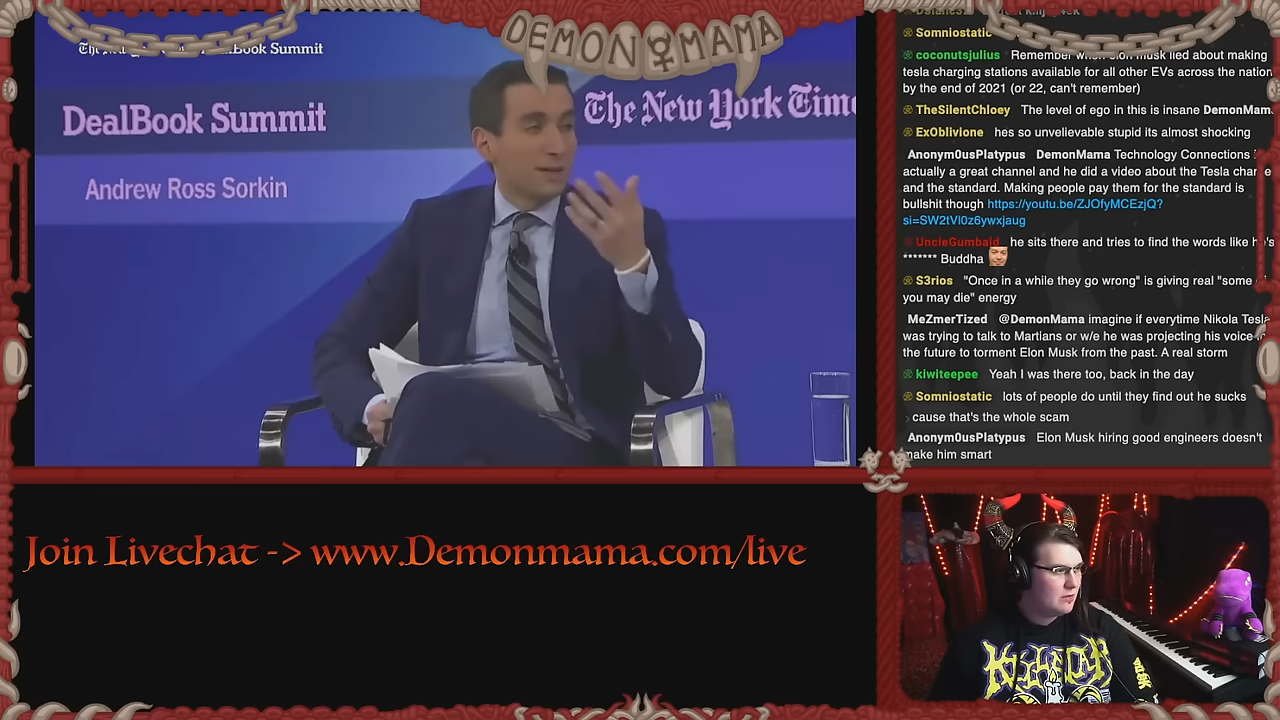 DEMON MAMA
DealBook Summit
DealBook Summit
The New York Time
Andrew Ross Sorkin
Somniostatic
coconutsjulius Remember when elon musk lied about making
tesla charging stations available for all other EVs across the nation
by the end of 2021 (or 22, can't remember)
TheSilentChloey The level of ego in this is insane DemonMam
ExOblivione hes so unvelievable stupid its almost shocking
Anonym0usPlatypus DemonMama Technology Connections
actually a great channel and he did a video about the Tesla char
and the standard. Making people pay them for the standard is
bullshit though https://youtu.be/ZJOfyMCEzjQ?
si=SW2tVl0z6ywxjaug
UncleGumbald he sits there and tries to find the words like he's
******* Buddha
S3rios "Once in a while they go wrong" is giving real "some
you may die" energy
MeZmerTized @DemonMama imagine if everytime Nikola Tesla
was trying to talk to Martians or w/e he was projecting his voice
the future to torment Elon Musk from the past. A real storm
kiwiteepee Yeah I was there too, back in the day
Somniostatic lots of people do until they find out he sucks
cause that's the whole scam
Anonym0usPlatypus Elon Musk hiring good engineers doesn't
make him smart
Join Livechat -> www.Demonmama.com/live